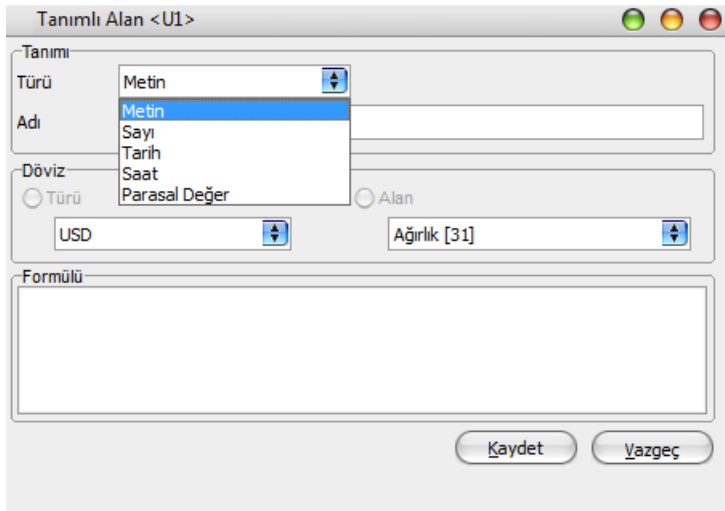 Tanımlı Alan <U1>
Tanımı
Türü Metin
Metin
Adı
Sayı
Tarih
Saat
Parasal Değer
Döviz
Türü Alan
USD Ağırlık [31]
Formülü
Kaydet Vazgeç